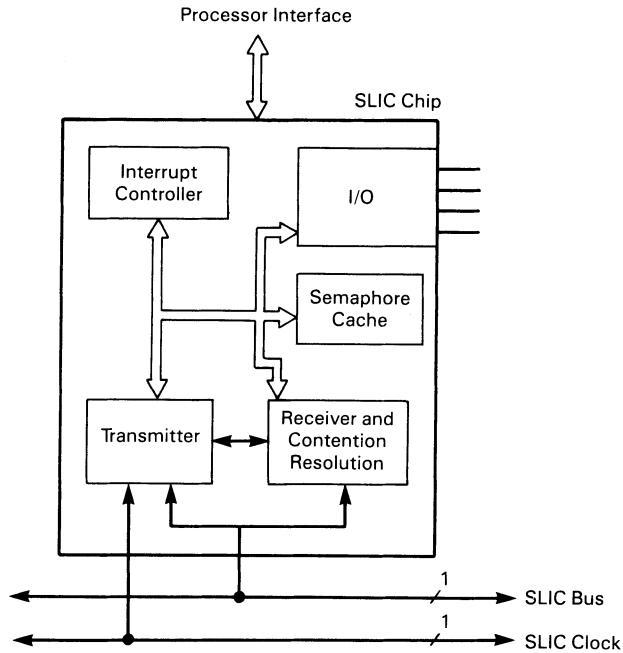 Processor Interface
SLIC Chip
Interrupt
Controller
I/O
Semaphore
Cache
Transmitter
Receiver and
Contention
Resolution
1
SLIC Bus
1
SLIC Clock